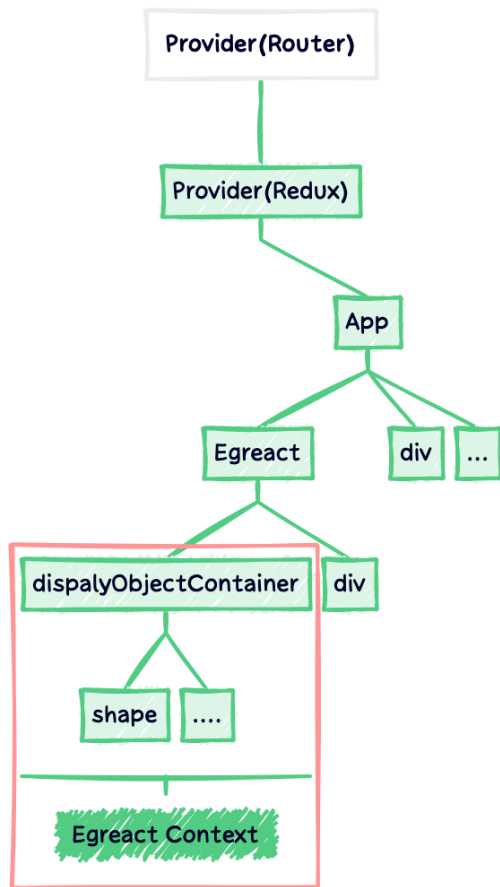 Provider(Router)
Provider(Redux)
App
Egreact
div
...
dispalyObjectContainer
div
shape
....
Egreact Context